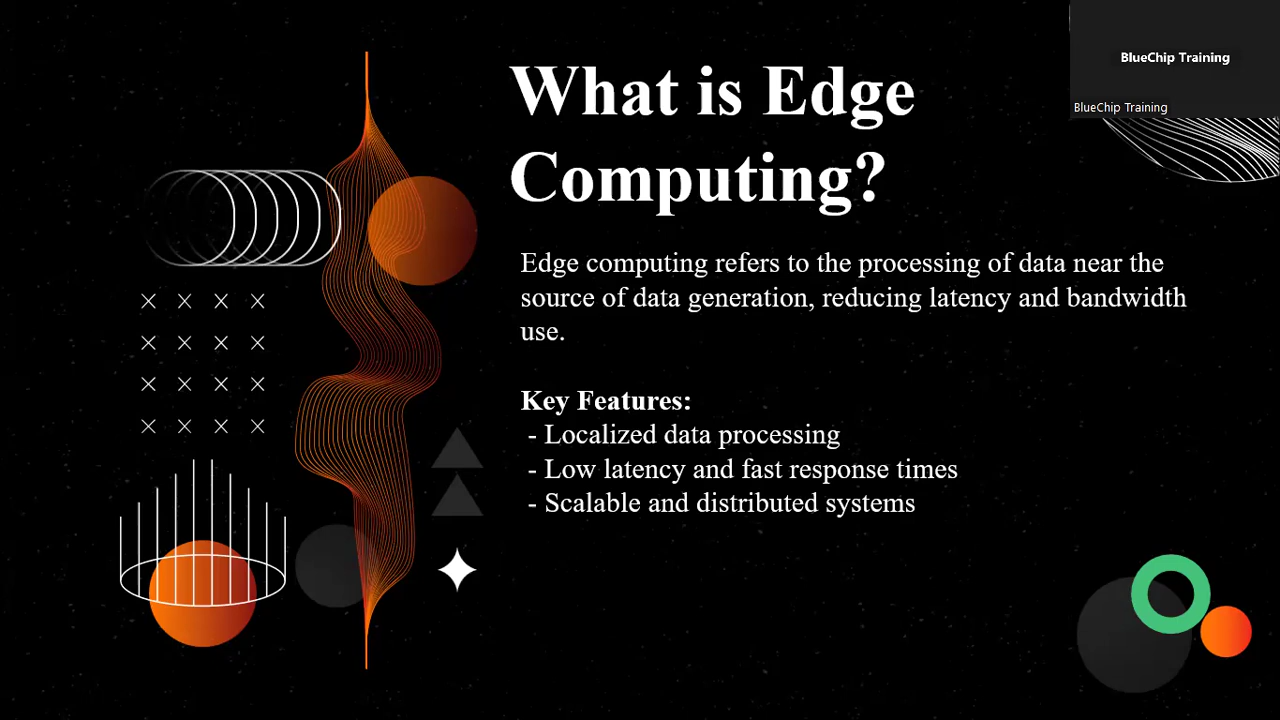 BlueChip Training
BlueChip Training
What is Edge
Computing?
Edge computing refers to the processing of data near the
source of data generation, reducing latency and bandwidth
use.
Key Features:
- Localized data processing
- Low latency and fast response times
- Scalable and distributed systems